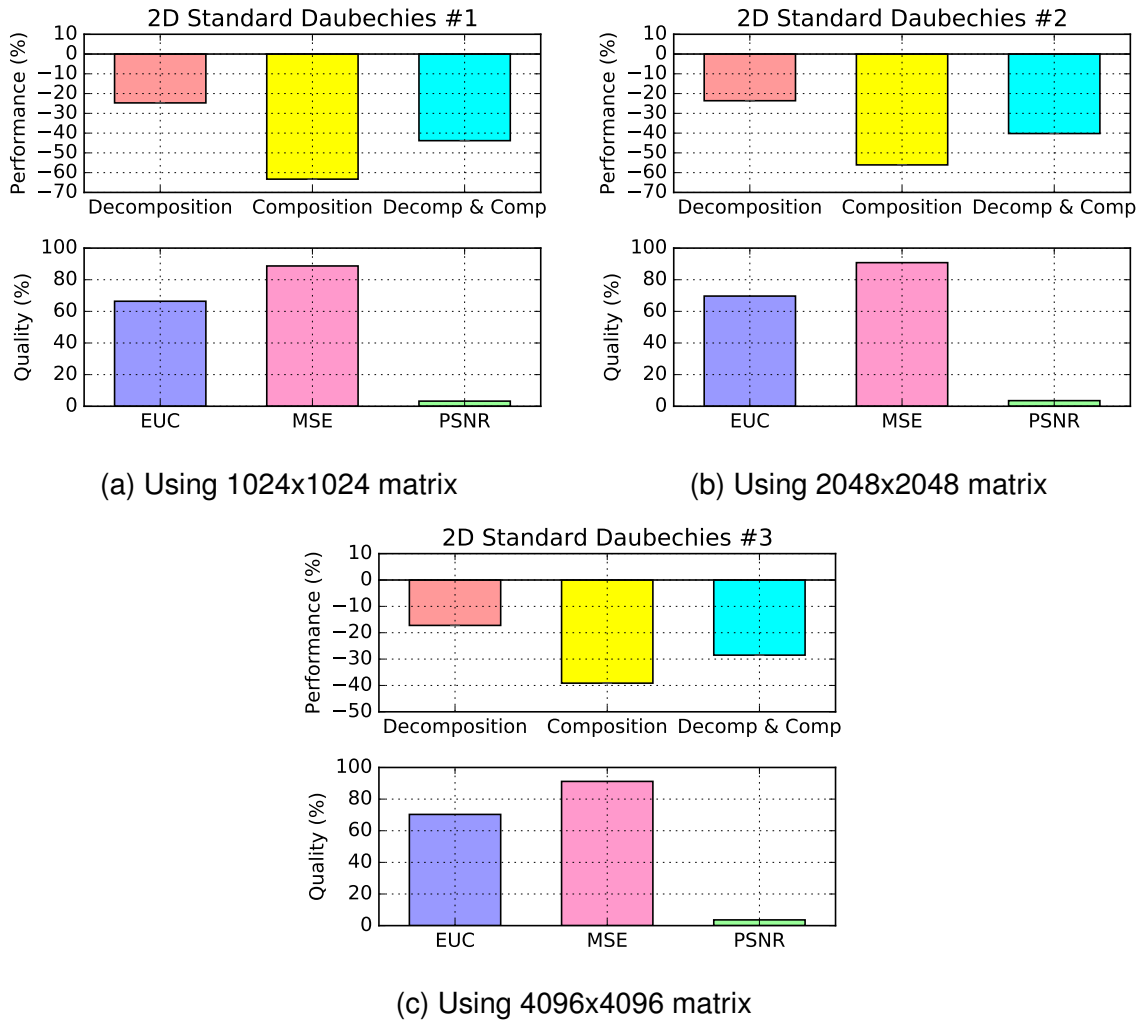 2D Standard Daubechies #1
Performance (%)
10
0
−10
−20
−30
−40
−50
−60
−70
Decomposition Composition Decomp & Comp
Quality (%)
100
80
60
40
20
0
EUC MSE PSNR
(a) Using 1024x1024 matrix
2D Standard Daubechies #2
Performance (%)
10
0
−10
−20
−30
−40
−50
−60
−70
Decomposition Composition Decomp & Comp
Quality (%)
100
80
60
40
20
0
EUC MSE PSNR
(b) Using 2048x2048 matrix
2D Standard Daubechies #3
Performance (%)
10
0
−10
−20
−30
−40
−50
Decomposition Composition Decomp & Comp
Quality (%)
100
80
60
40
20
0
EUC MSE PSNR
(c) Using 4096x4096 matrix